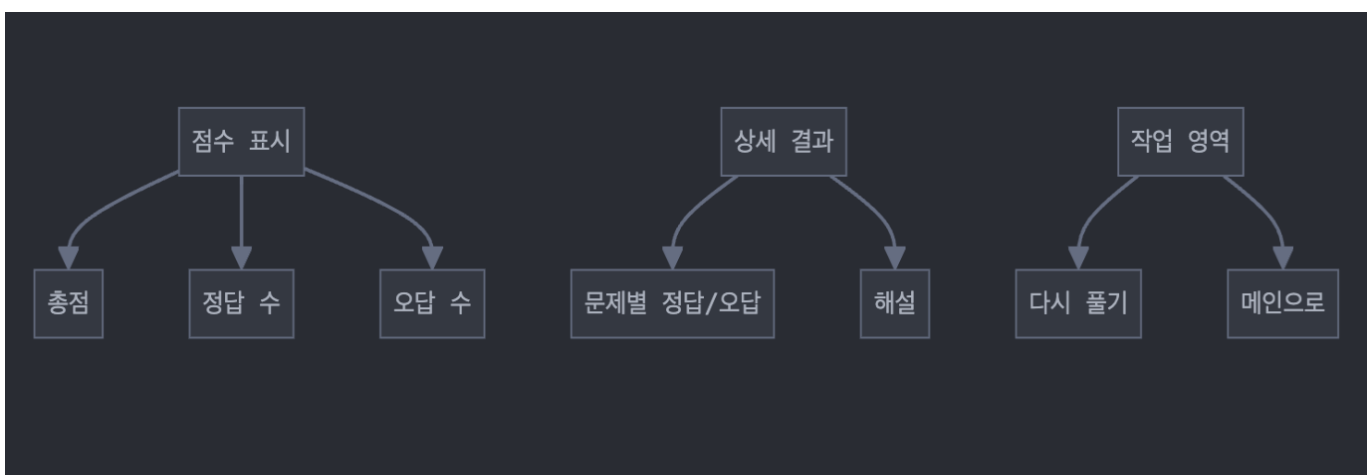 점수 표시
상세 결과
작업 영역
총점
정답 수
오답 수
문제별 정답/오답
해설
다시 풀기
메인으로